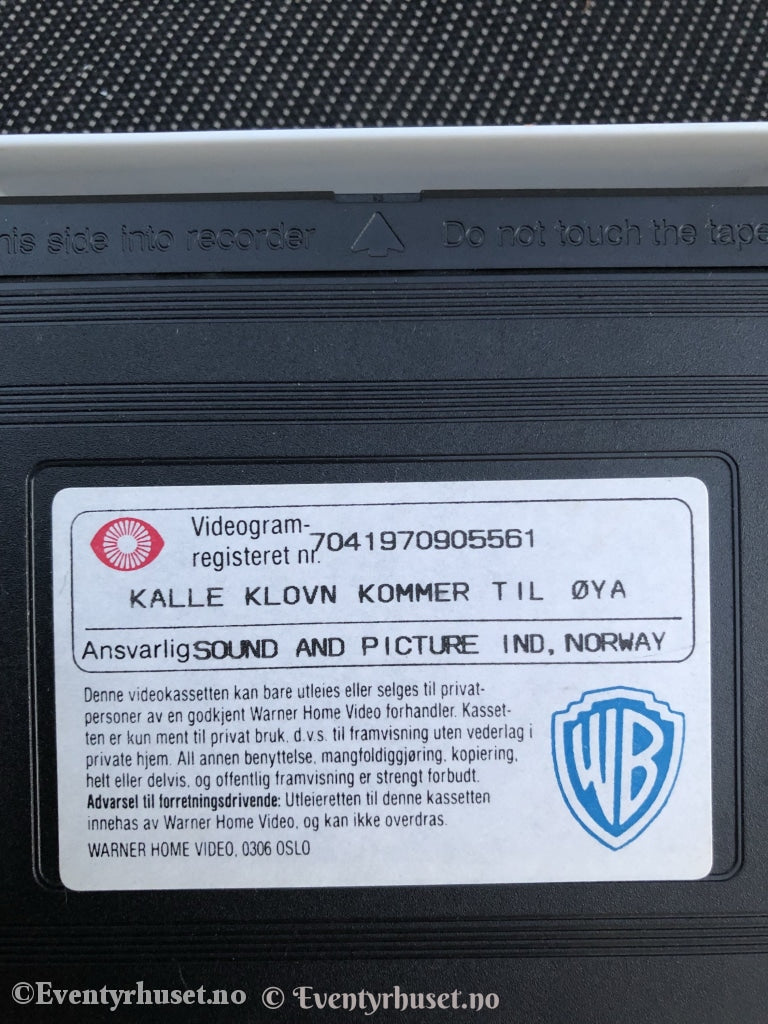 his side into recorder Do not touch the tape
Videogram-
registeret nr. 7041970905561
KALLE KLOVN KOMMER TIL ØYA
Ansvarlig SOUND AND PICTURE IND, NORWAY
Denne videokassetten kan bare utleies eller selges til privat-
personer av en godkjent Warner Home Video forhandler. Kasset-
ten er kun ment til privat bruk, d.v.s. til framvisning uten vederlag i
private hjem. All annen benyttelse, mangfoldiggjøring, kopiering,
helt eller delvis, og offentlig framvisning er strengt forbudt.
Advarsel til forretningsdrivende: Utleieretten til denne kassetten
innehas av Warner Home Video, og kan ikke overdras.
WARNER HOME VIDEO, 0306 OSLO
WB
©Eventyrhuset.no © Eventyrhuset.no